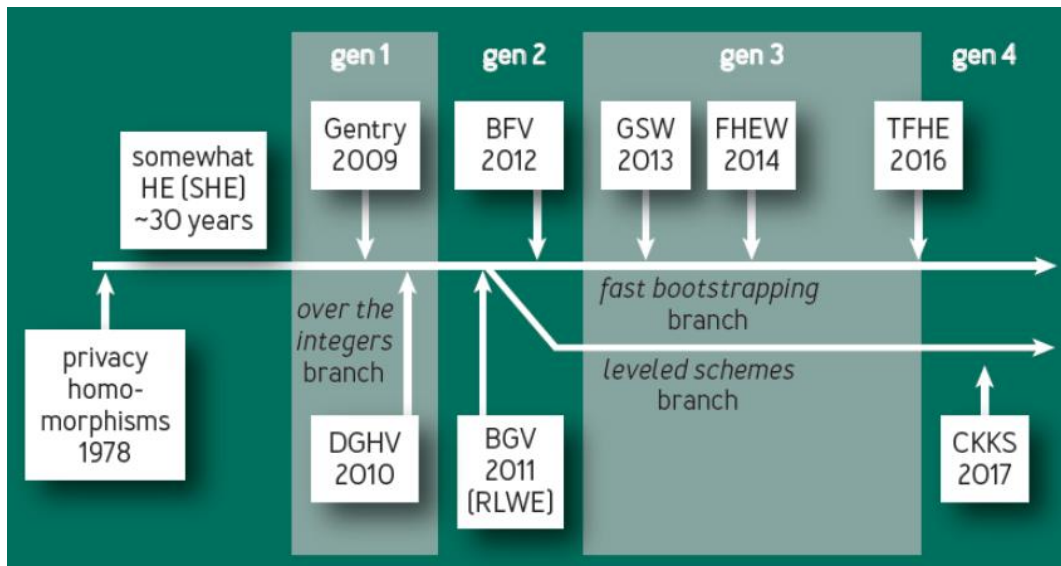 gen 1
gen 2
gen 3
gen 4
somewhat
HE (SHE)
~30 years
Gentry
2009
BFV
2012
GSW
2013
FHEW
2014
TFHE
2016
over the
integers
branch
fast bootstrapping
branch
leveled schemes
branch
privacy
homo-
morphisms
1978
DGHV
2010
BGV
2011
(RLWE)
CKKS
2017